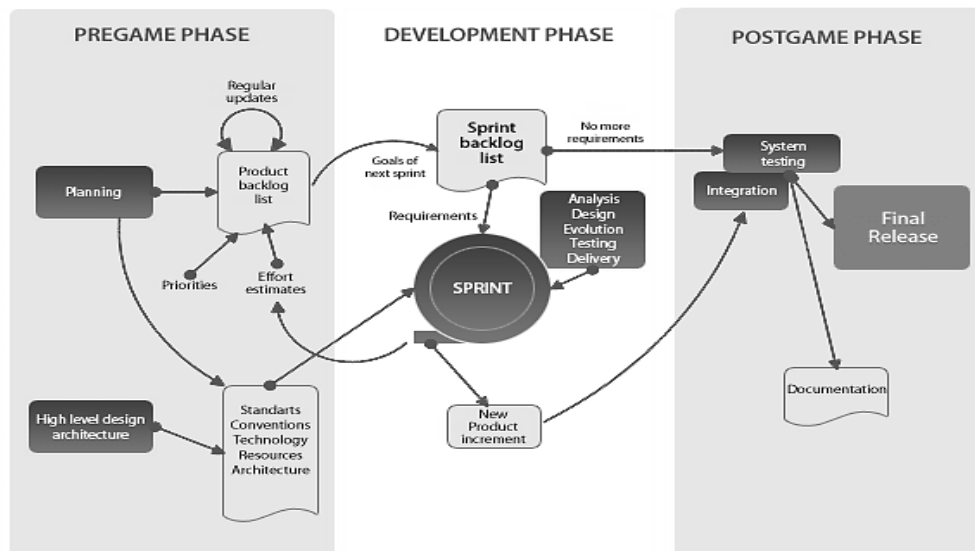 PREGAME PHASE
DEVELOPMENT PHASE
POSTGAME PHASE
Regular
updates
Planning
Product
backlog
list
Priorities
Effort
estimates
High level design
architecture
Standarts
Conventions
Technology
Resources
Architecture
Goals of
next sprint
Sprint
backlog
list
No more
requirements
Requirements
Analysis
Design
Evolution
Testing
Delivery
SPRINT
New
Product
increment
System
testing
Integration
Final
Release
Documentation